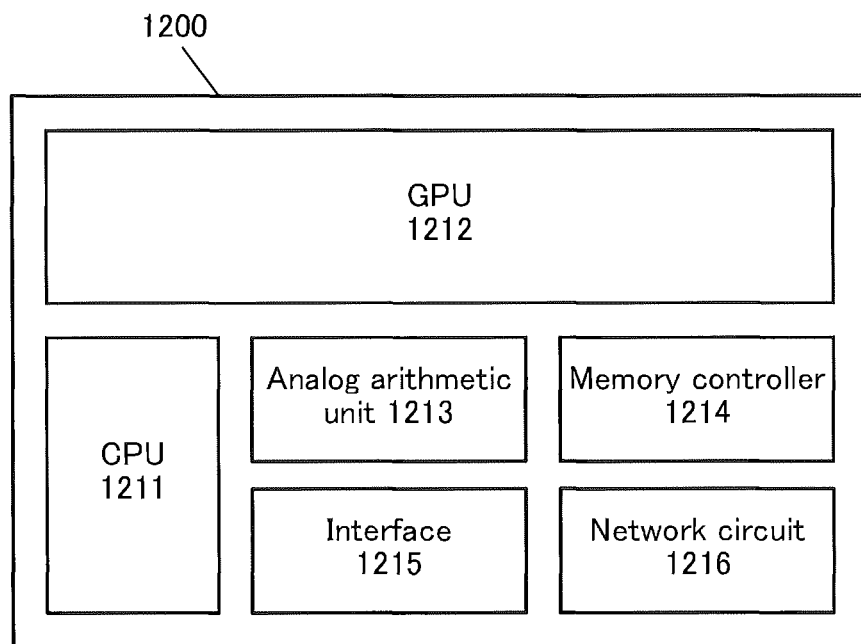 1200
GPU
1212
CPU
1211
Analog arithmetic
unit 1213
Memory controller
1214
Interface
1215
Network circuit
1216